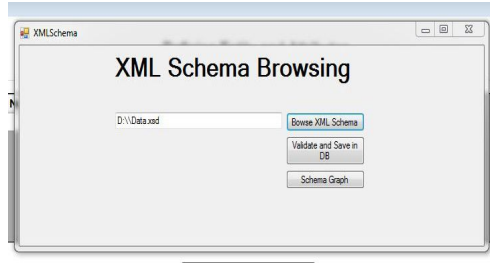 XMLSchema
XML Schema Browsing
D:\\Data.xsd
Bowse XML Schema
Validate and Save in
DB
Schema Graph